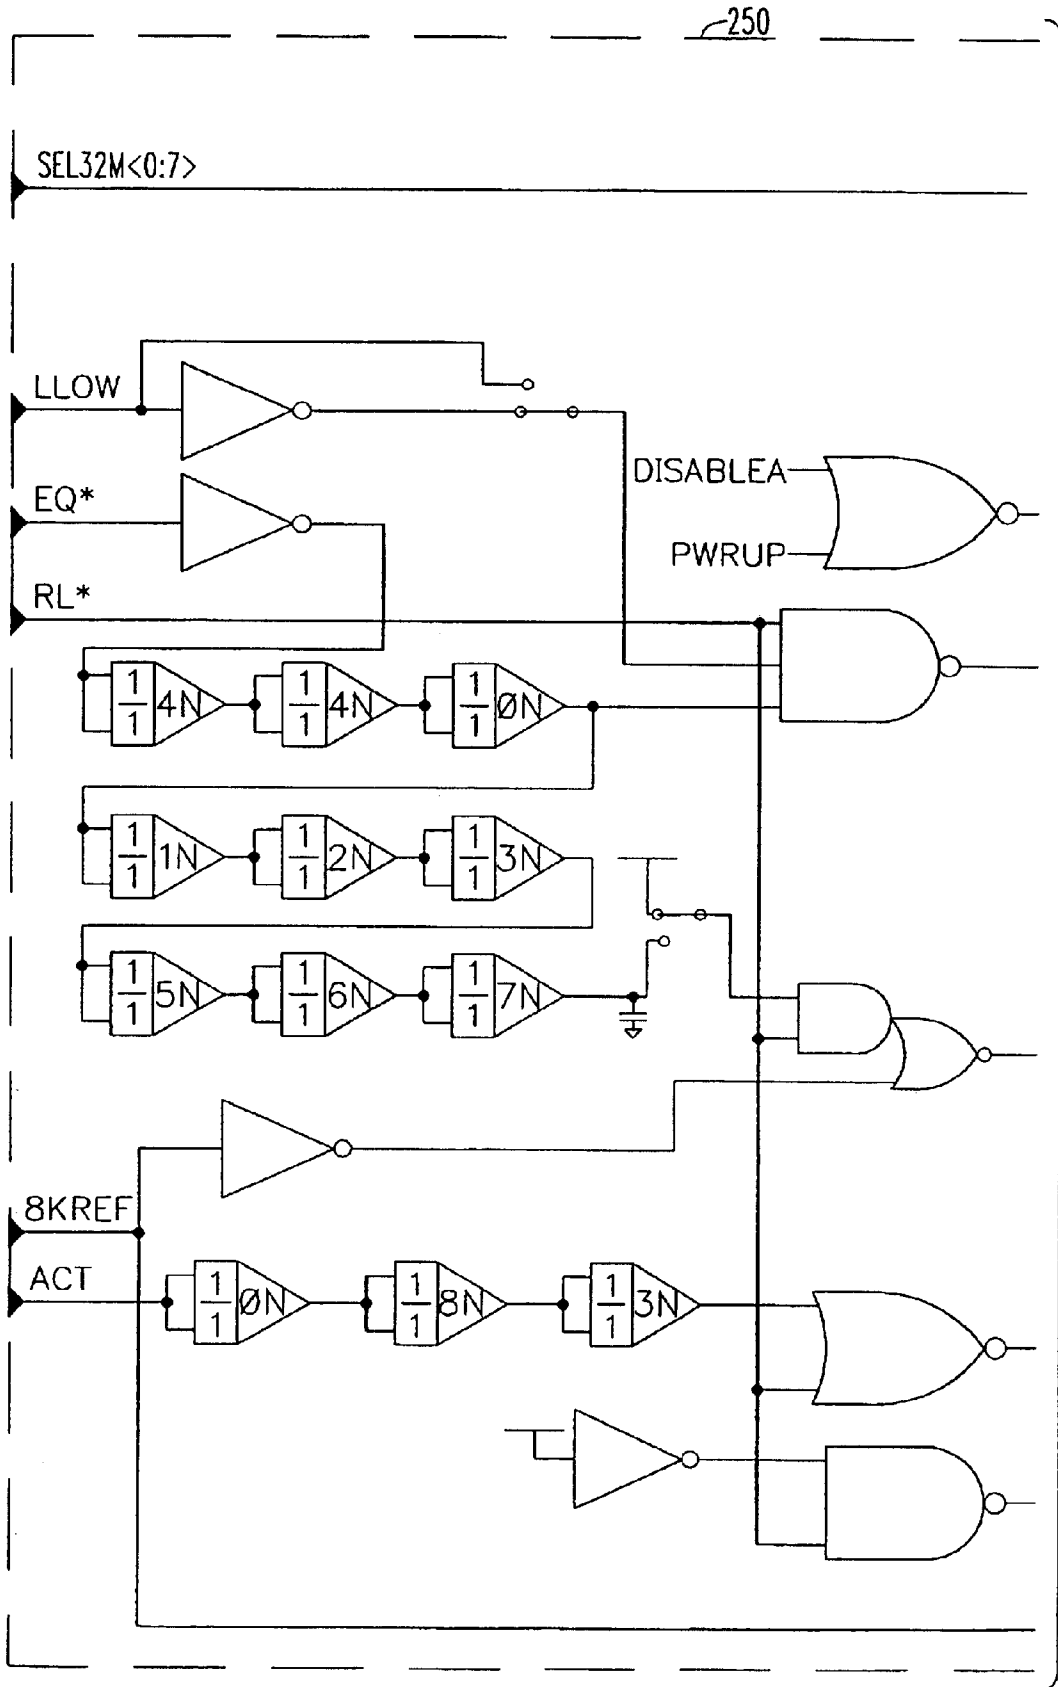 250
SEL32M<0:7>
LLOW
EQ*
DISABLEA
PWRUP
RL*
1/1 4N 1/1 4N 1/1 ØN
1/1 1N 1/1 2N 1/1 3N
1/1 5N 1/1 6N 1/1 7N
8KREF
ACT
1/1 ØN 1/1 8N 1/1 3N